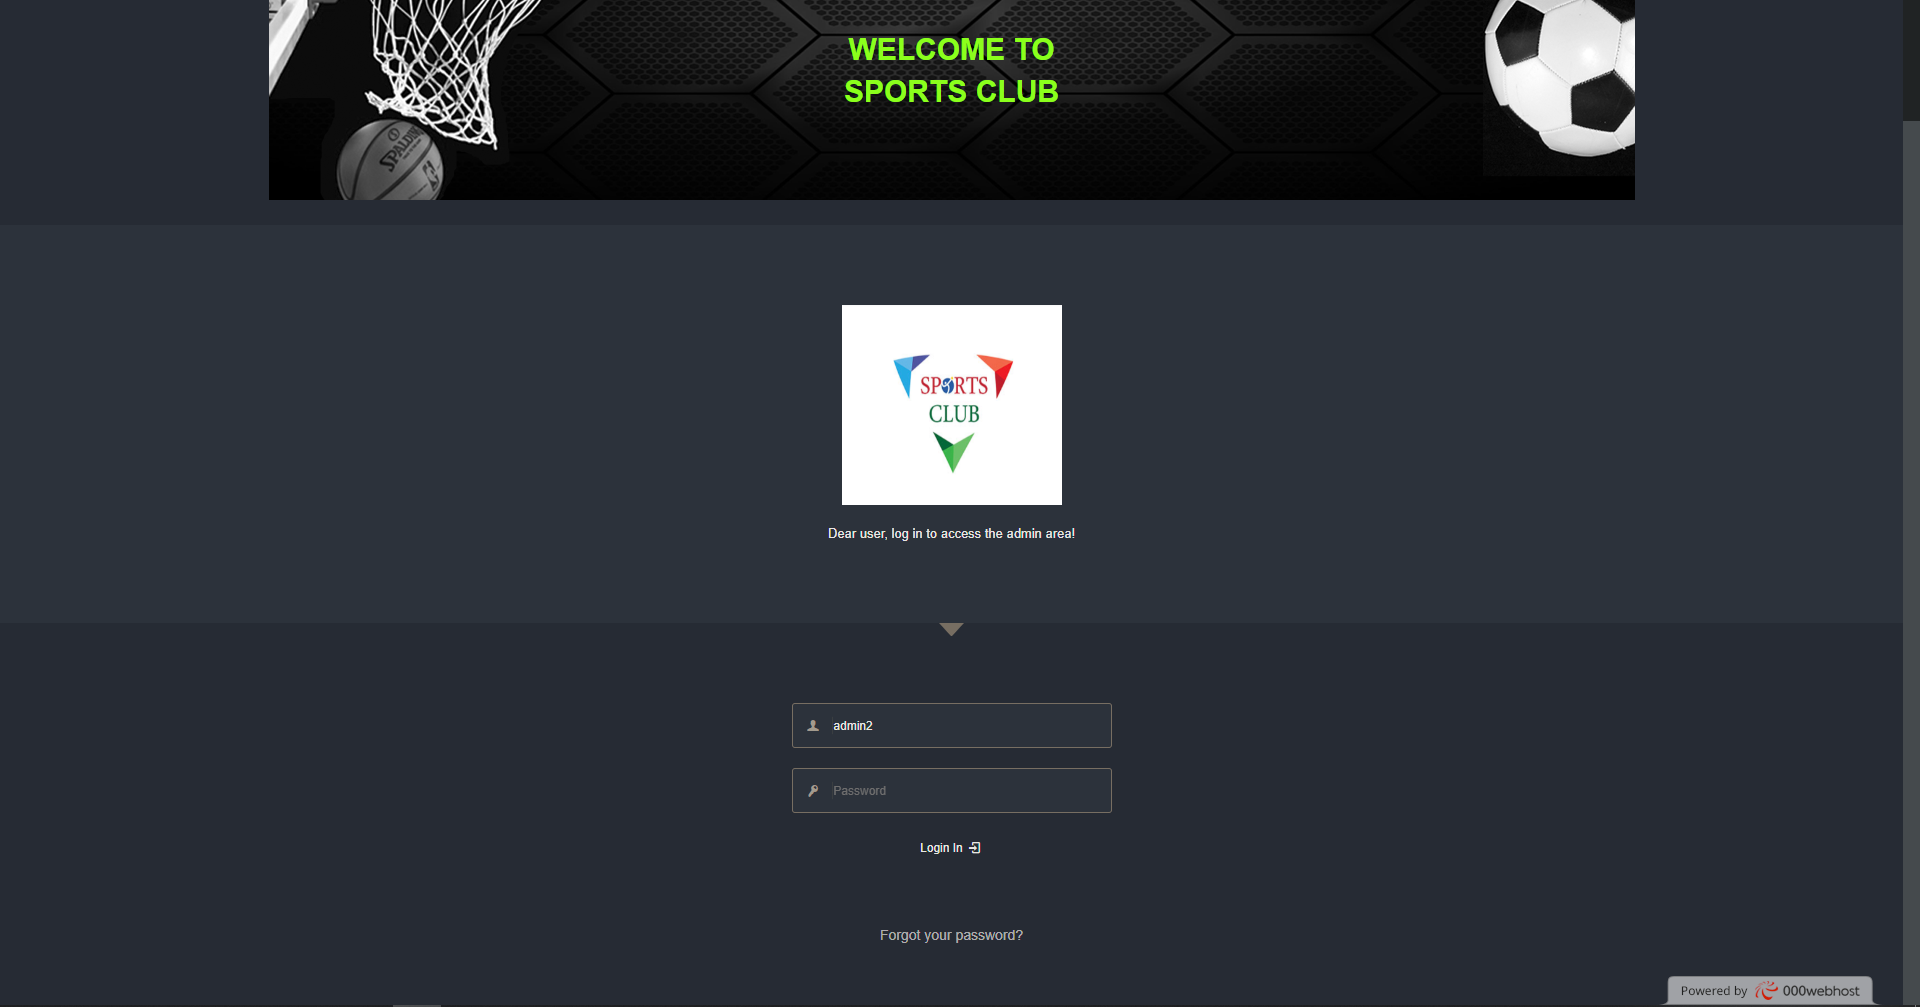 WELCOME TO
SPORTS CLUB
SPALDING
SPORTS
CLUB
Dear user, log in to access the admin area!
admin2
Password
Login In
Forgot your password?
Powered by 000webhost